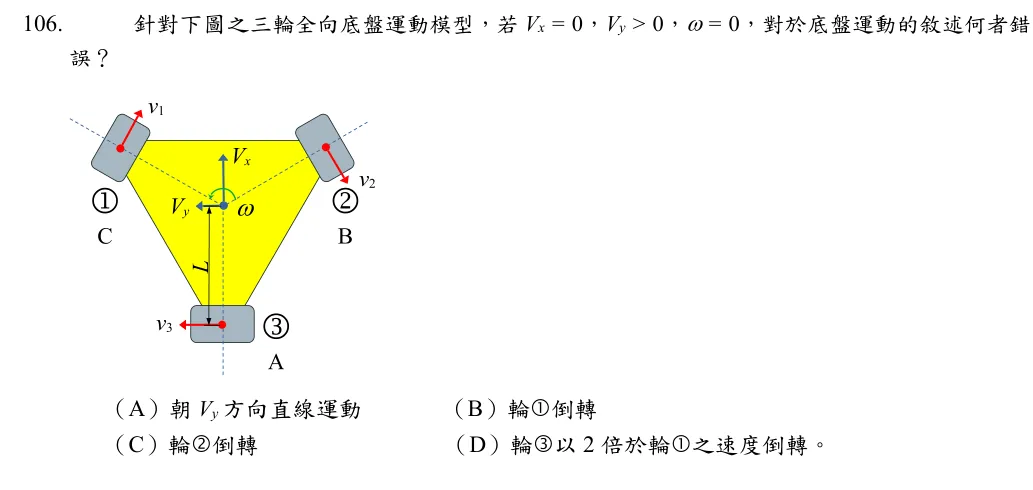 106. 針對下圖之三輪全向底盤運動模型，若 Vx = 0，Vy > 0，ω = 0，對於底盤運動的敘述何者錯
誤？
v1
Vx
v2
① Vy ω ②
C B
L
v3 ③
A
（A）朝 Vy 方向直線運動 （B）輪①倒轉
（C）輪②倒轉 （D）輪③以 2 倍於輪①之速度倒轉。